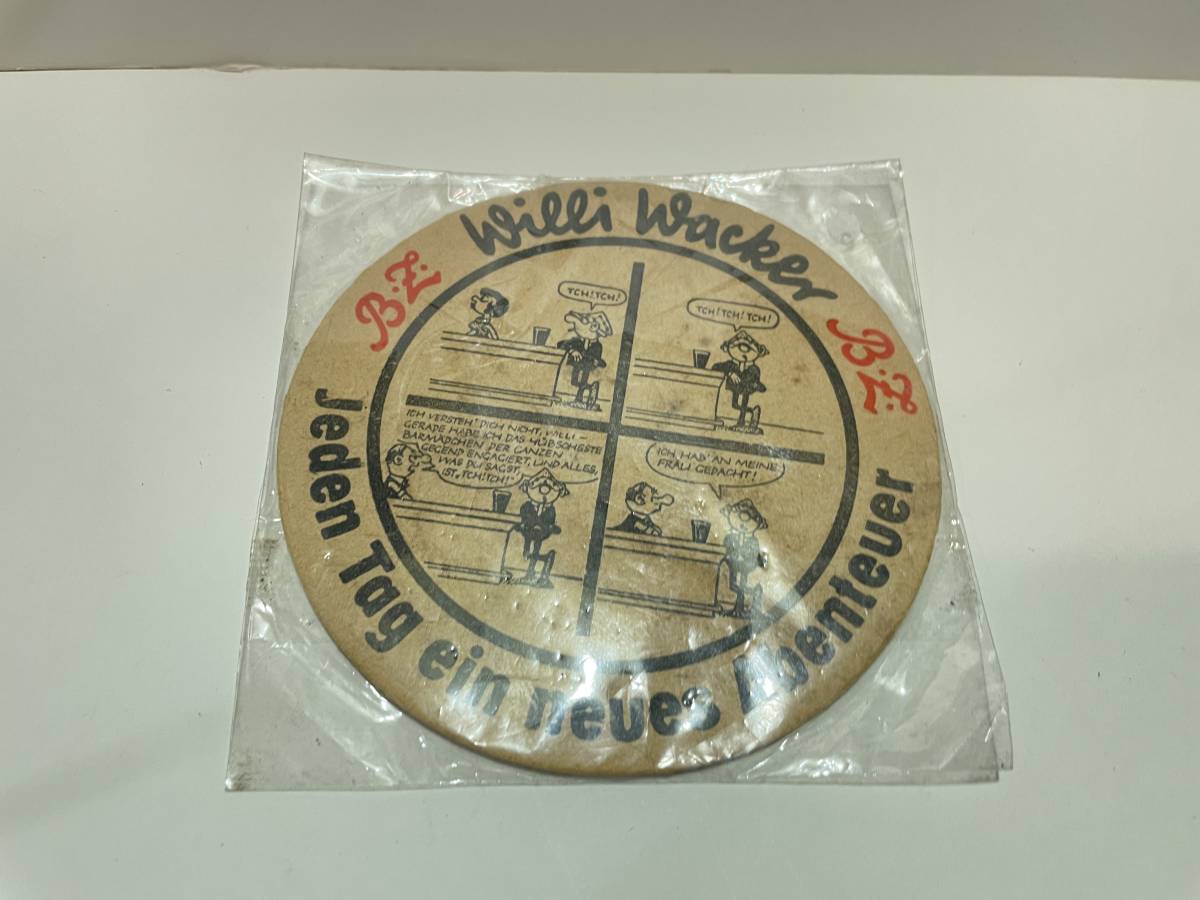 Willi Wacker
B.Z.
B.Z.
TCH! TCH!
TCH! TCH! TCH!
ICH VERSTEH' DICH NICHT, WILLI –
GERADE HABE ICH DAS HÜBSCHESTE
BARMÄDCHEN DER GANZEN
GEGEND ENGAGIERT, UND ALLES,
WAS DU SAGST,
IST „TCH! TCH!"
ICH HAB' AN MEINE
FRAU GEDACHT!
Jeden Tag ein neues Abenteuer